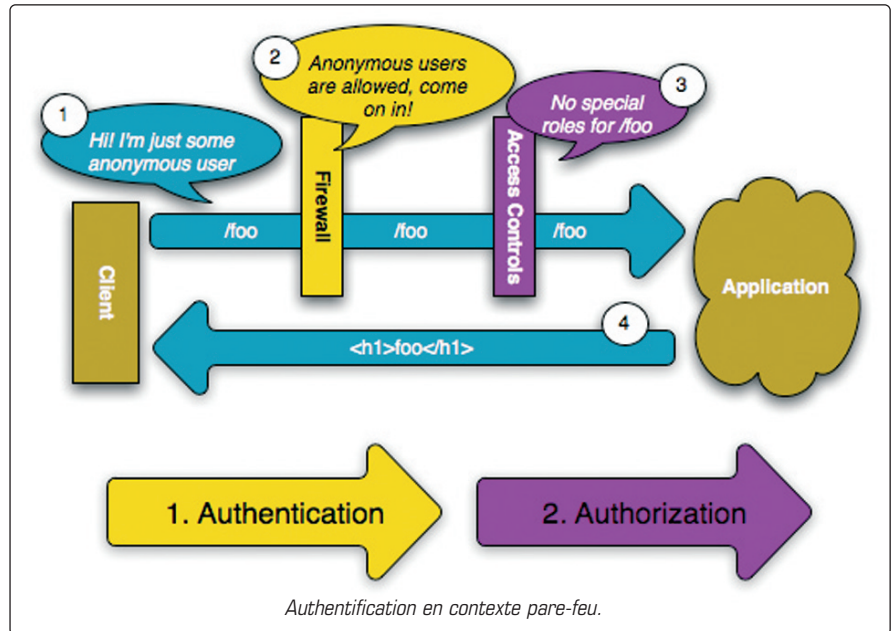 1
Hi! I'm just some
anonymous user
2
Anonymous users
are allowed, come
on in!
3
No special
roles for /foo
Client
/foo
Firewall
/foo
Access Controls
/foo
Application
<h1>foo</h1>
4
1. Authentication
2. Authorization
Authentification en contexte pare-feu.